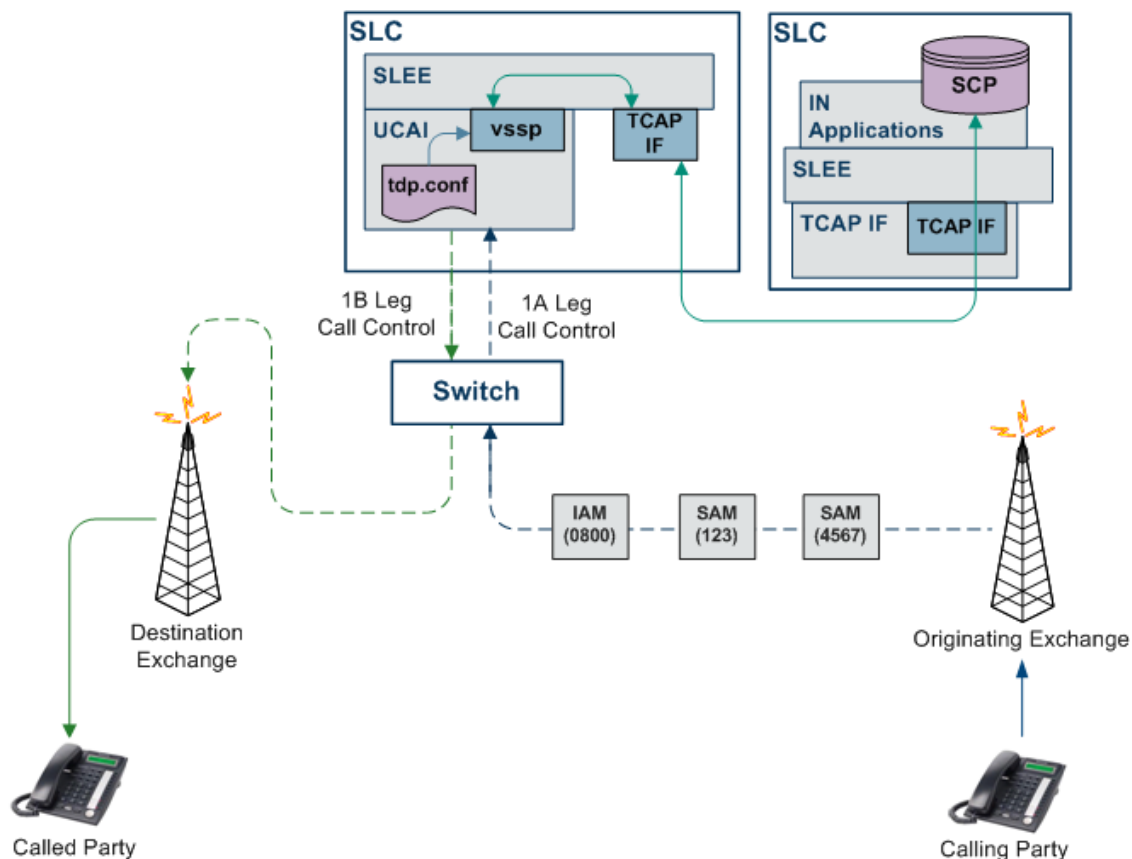 SLC
SLEE
UCAI
vssp
TCAP
IF
tdp.conf
SLC
SCP
IN
Applications
SLEE
TCAP IF
TCAP IF
1B Leg
Call Control
1A Leg
Call Control
Switch
IAM
(0800)
SAM
(123)
SAM
(4567)
Destination
Exchange
Originating Exchange
Called Party
Calling Party